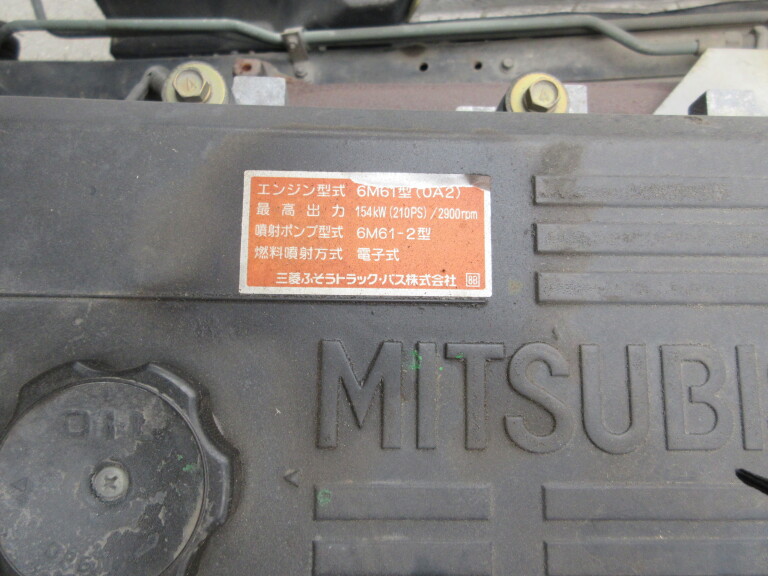 エンジン型式 6M61型(0A2)
最高出力 154kW(210PS)/2900rpm
噴射ポンプ型式 6M61-2型
燃料噴射方式 電子式
三菱ふそうトラック・バス株式会社
MITSUBIS
OIL